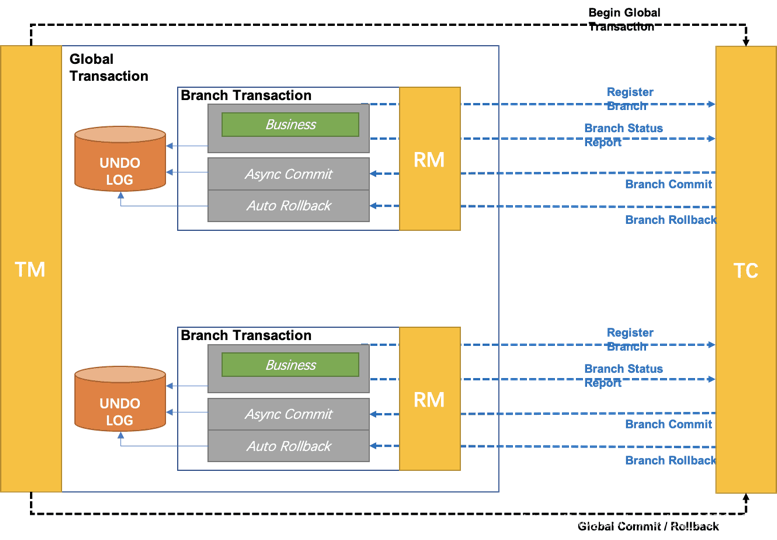 Begin Global
Transaction
Global
Transaction
TM
TC
Branch Transaction
Business
UNDO
LOG
Async Commit
Auto Rollback
RM
Register
Branch
Branch Status
Report
Branch Commit
Branch Rollback
Branch Transaction
Business
UNDO
LOG
Async Commit
Auto Rollback
RM
Register
Branch
Branch Status
Report
Branch Commit
Branch Rollback
Global Commit / Rollback